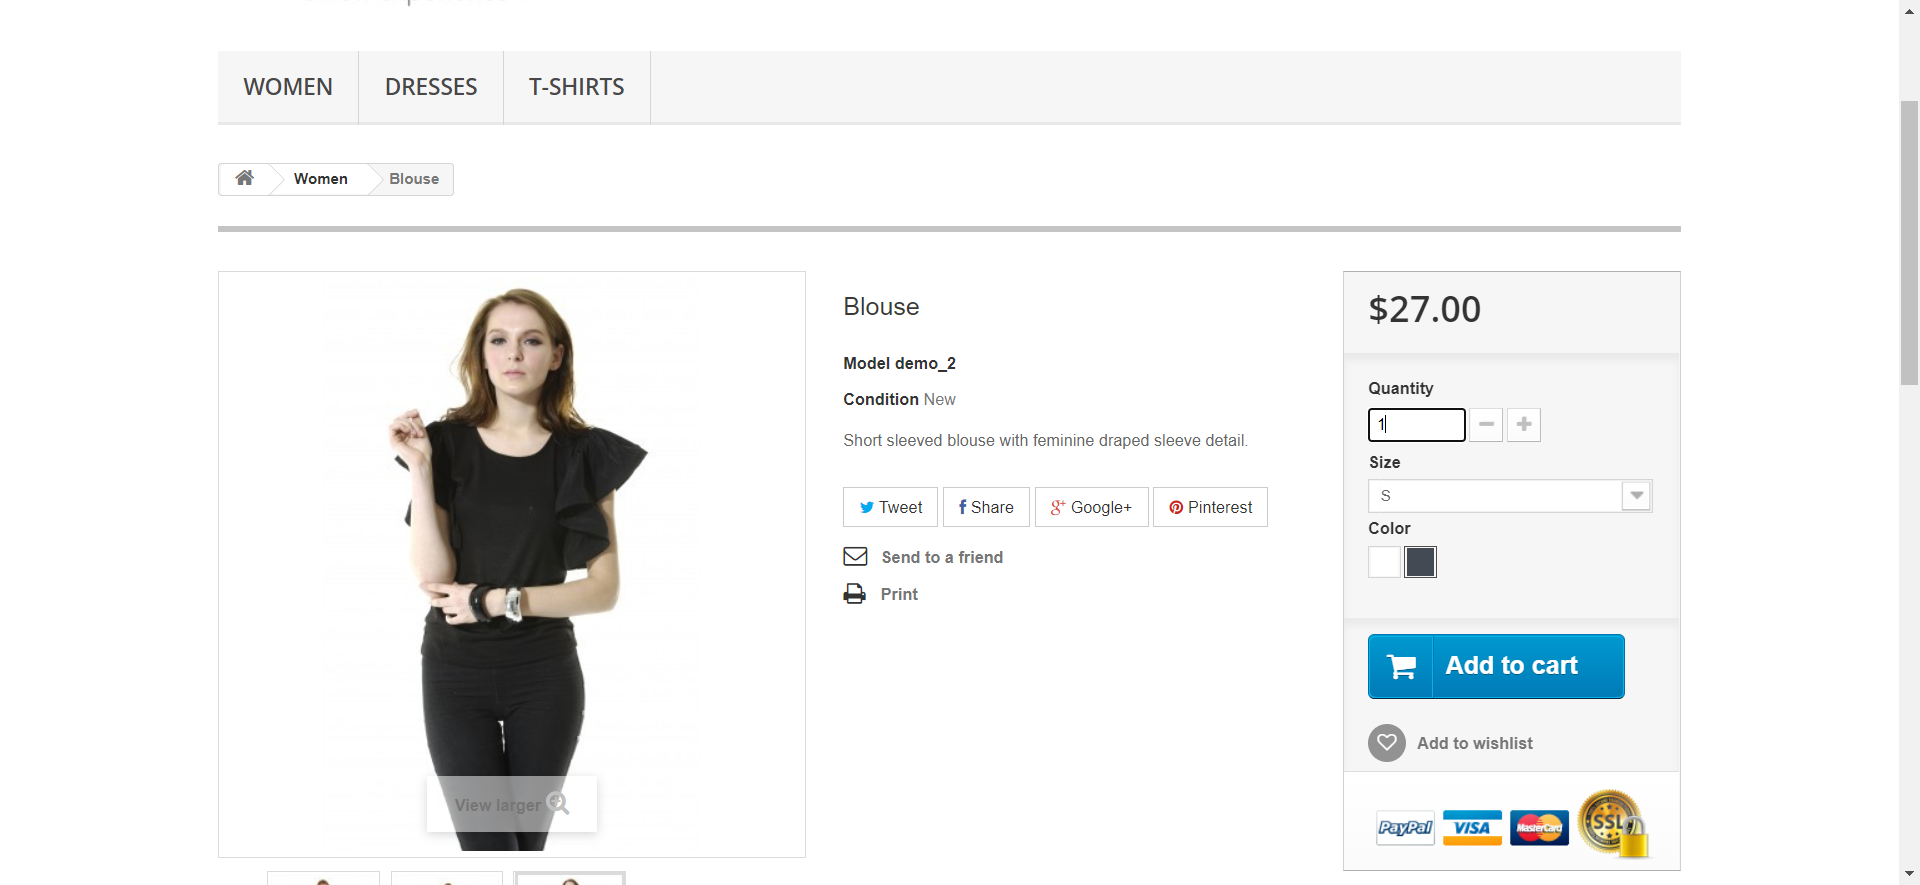 WOMEN
DRESSES
T-SHIRTS
Women
Blouse
Blouse
Model demo_2
Condition New
Short sleeved blouse with feminine draped sleeve detail.
Tweet
Share
Google+
Pinterest
Send to a friend
Print
View larger
$27.00
Quantity
1
Size
S
Color
Add to cart
Add to wishlist
PayPal
VISA
MasterCard
SSL